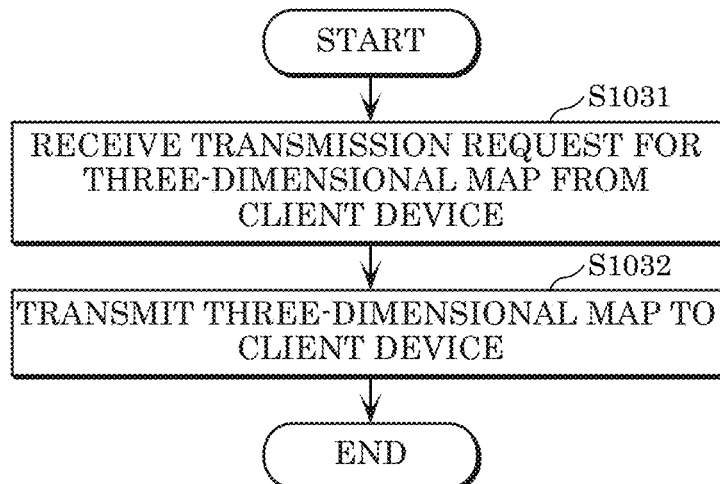 START
S1031
RECEIVE TRANSMISSION REQUEST FOR
THREE-DIMENSIONAL MAP FROM
CLIENT DEVICE
S1032
TRANSMIT THREE-DIMENSIONAL MAP TO
CLIENT DEVICE
END